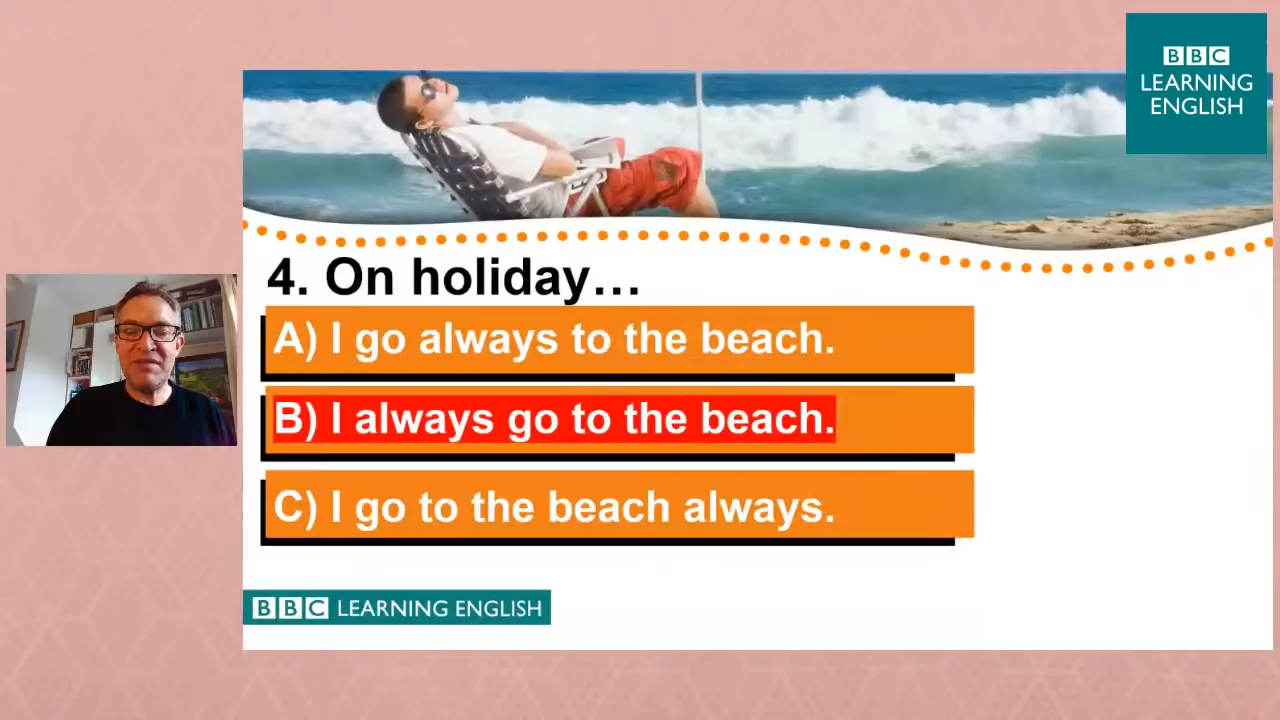 BBC
LEARNING
ENGLISH
4. On holiday…
A) I go always to the beach.
B) I always go to the beach.
C) I go to the beach always.
BBC LEARNING ENGLISH